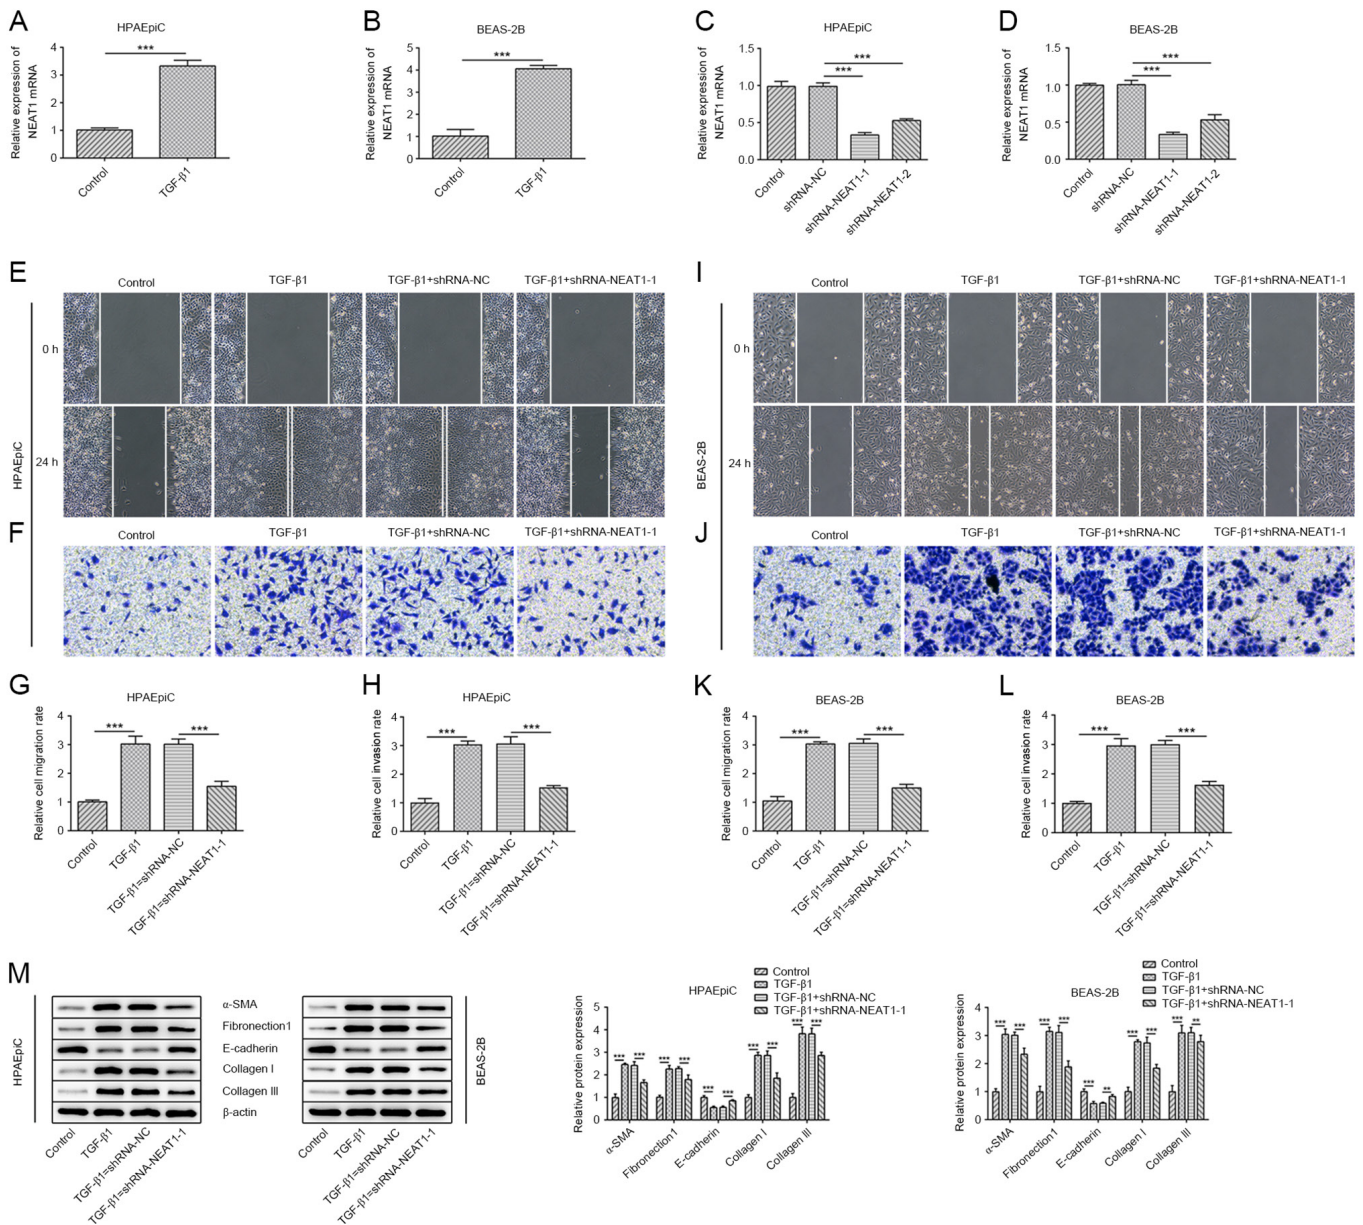 A
HPAEpiC
Relative expression of
NEAT1 mRNA
4
3
2
1
0
***
Control
TGF-β1
B
BEAS-2B
Relative expression of
NEAT1 mRNA
5
4
3
2
1
0
***
Control
TGF-β1
C
HPAEpiC
Relative expression of
NEAT1 mRNA
1.5
1.0
0.5
0.0
***
***
Control
shRNA-NC
shRNA-NEAT1-1
shRNA-NEAT1-2
D
BEAS-2B
Relative expression of
NEAT1 mRNA
1.5
1.0
0.5
0.0
***
***
Control
shRNA-NC
shRNA-NEAT1-1
shRNA-NEAT1-2
E
Control TGF-β1 TGF-β1+shRNA-NC TGF-β1+shRNA-NEAT1-1
HPAEpiC
0 h
24 h
F
Control TGF-β1 TGF-β1+shRNA-NC TGF-β1+shRNA-NEAT1-1
I
Control TGF-β1 TGF-β1+shRNA-NC TGF-β1+shRNA-NEAT1-1
BEAS-2B
0 h
24 h
J
Control TGF-β1 TGF-β1+shRNA-NC TGF-β1+shRNA-NEAT1-1
G
HPAEpiC
Relative cell migration rate
4
3
2
1
0
*** ***
Control
TGF-β1
TGF-β1=shRNA-NC
TGF-β1=shRNA-NEAT1-1
H
HPAEpiC
Relative cell invasion rate
4
3
2
1
0
*** ***
Control
TGF-β1
TGF-β1=shRNA-NC
TGF-β1=shRNA-NEAT1-1
K
BEAS-2B
Relative cell migration rate
4
3
2
1
0
*** ***
Control
TGF-β1
TGF-β1=shRNA-NC
TGF-β1=shRNA-NEAT1-1
L
BEAS-2B
Relative cell invasion rate
4
3
2
1
0
*** ***
Control
TGF-β1
TGF-β1=shRNA-NC
TGF-β1=shRNA-NEAT1-1
M
HPAEpiC
α-SMA
Fibronection1
E-cadherin
Collagen I
Collagen III
β-actin
BEAS-2B
Control
TGF-β1
TGF-β1=shRNA-NC
TGF-β1=shRNA-NEAT1-1
Control
TGF-β1
TGF-β1=shRNA-NC
TGF-β1=shRNA-NEAT1-1
HPAEpiC
Control
TGF-β1
TGF-β1+shRNA-NC
TGF-β1+shRNA-NEAT1-1
Relative protein expression
5
4
3
2
1
0
*** *** *** *** *** *** *** *** *** ***
α-SMA
Fibronection1
E-cadherin
Collagen I
Collagen III
BEAS-2B
Control
TGF-β1
TGF-β1+shRNA-NC
TGF-β1+shRNA-NEAT1-1
Relative protein expression
4
3
2
1
0
*** *** *** *** *** ** *** *** *** **
α-SMA
Fibronection1
E-cadherin
Collagen I
Collagen III